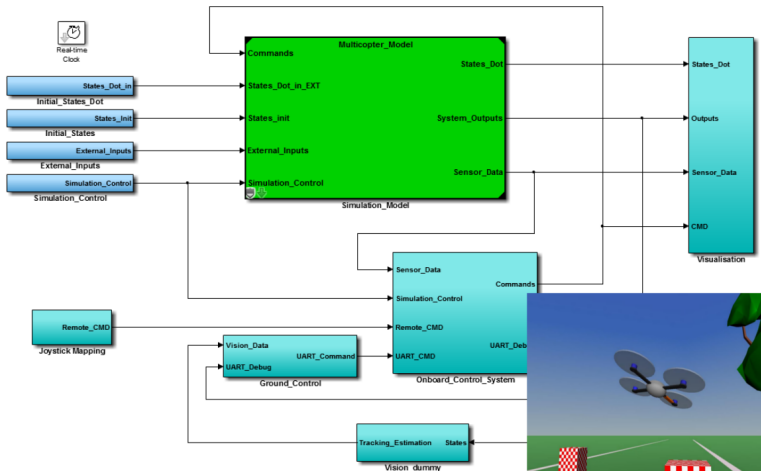 Real-time
Clock
States_Dot_in
Initial_States_Dot
States_Init
Initial_States
External_Inputs
External_Inputs
Simulation_Control
Simulation_Control
Multicopter_Model
Commands
States_Dot_in_EXT
States_init
External_Inputs
Simulation_Control
States_Dot
System_Outputs
Sensor_Data
Simulation_Model
States_Dot
Outputs
Sensor_Data
CMD
Visualisation
Sensor_Data
Simulation_Control
Remote_CMD
UART_CMD
Commands
Onboard_Control_System
Remote_CMD
Joystick Mapping
Vision_Data
UART_Debug
UART_Command
Ground_Control
Tracking_Estimation
States
Vision_dummy